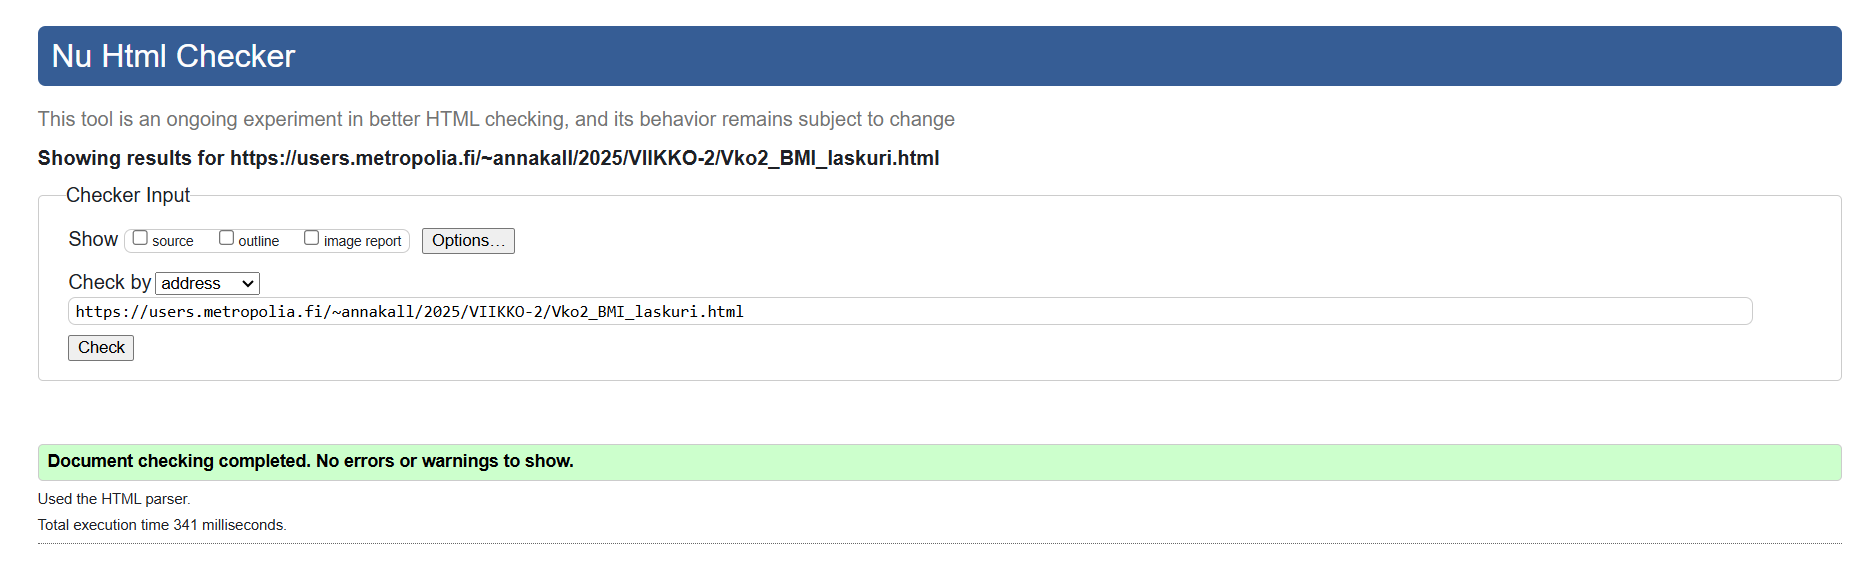 Nu Html Checker
This tool is an ongoing experiment in better HTML checking, and its behavior remains subject to change
Showing results for https://users.metropolia.fi/~annakall/2025/VIIKKO-2/Vko2_BMI_laskuri.html
Checker Input
Show source outline image report Options...
Check by address
https://users.metropolia.fi/~annakall/2025/VIIKKO-2/Vko2_BMI_laskuri.html
Check
Document checking completed. No errors or warnings to show.
Used the HTML parser.
Total execution time 341 milliseconds.